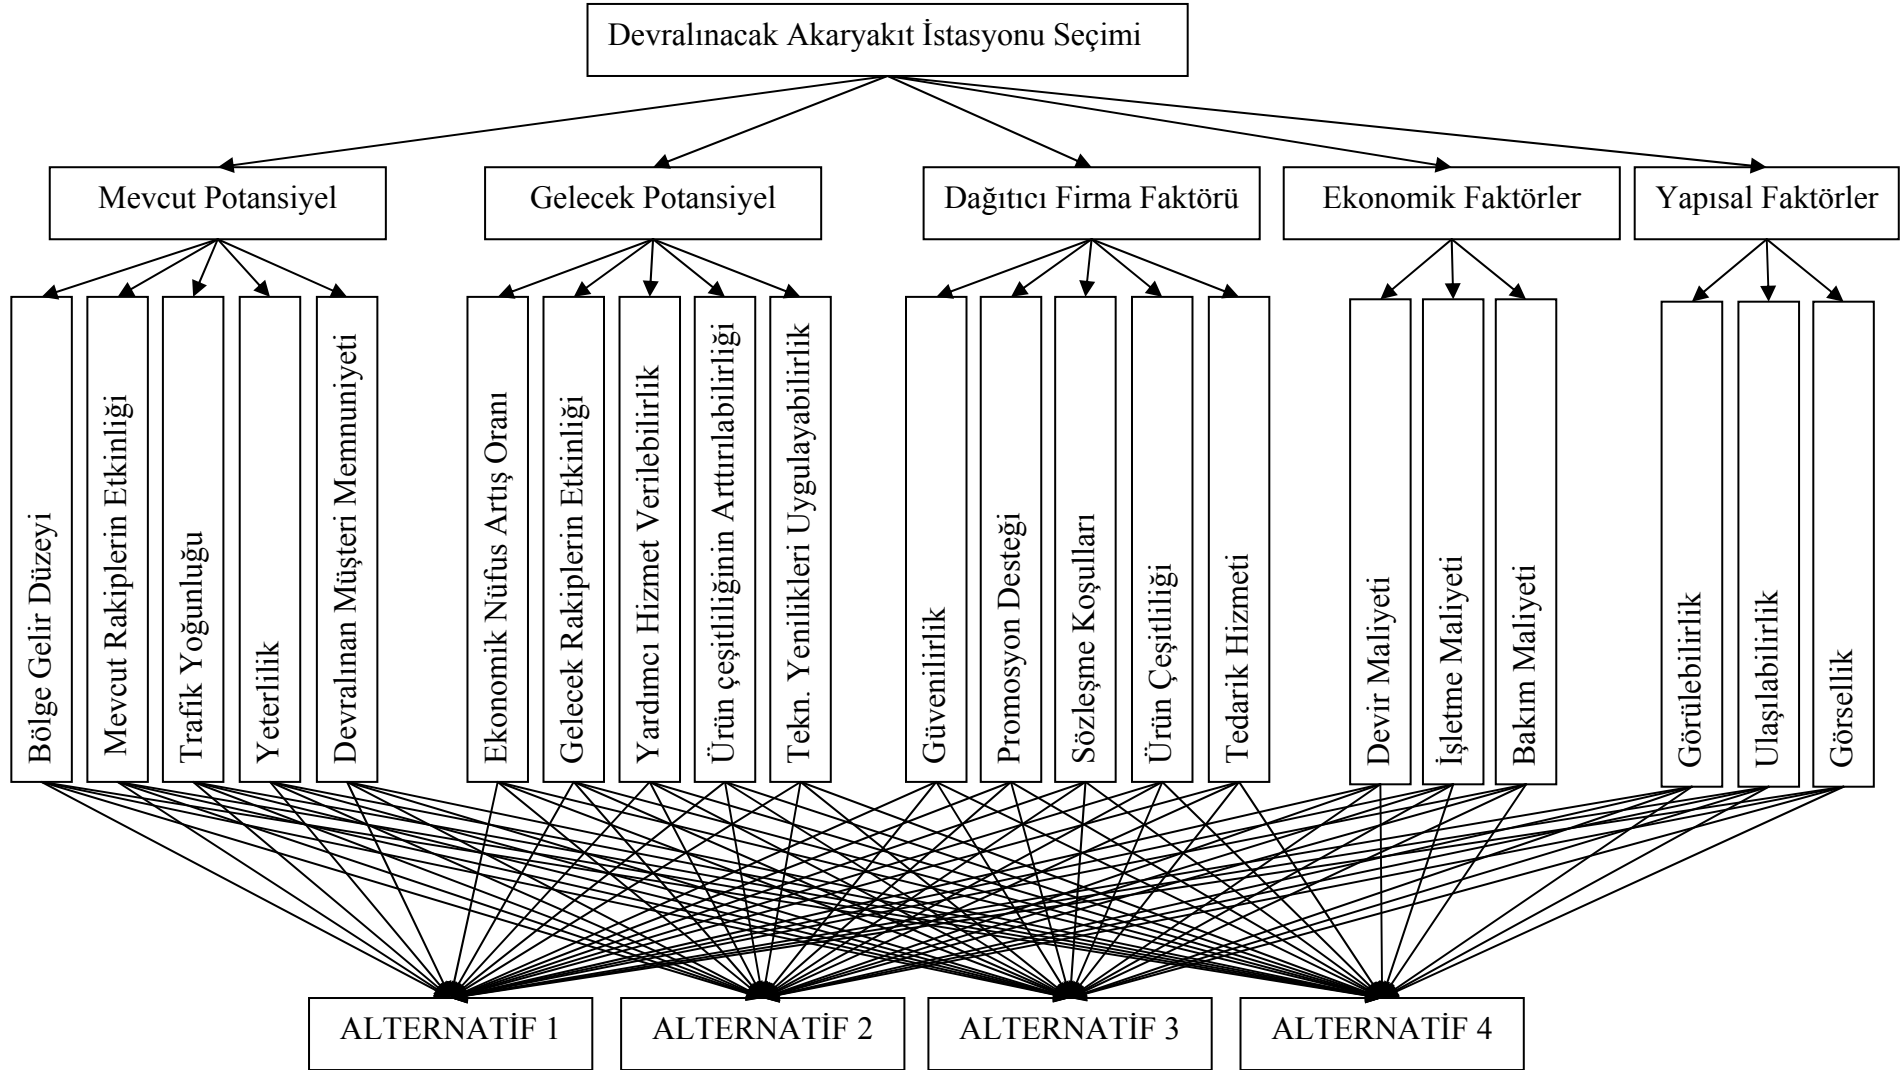 Devralınacak Akaryakıt İstasyonu Seçimi
Mevcut Potansiyel
Gelecek Potansiyel
Dağıtıcı Firma Faktörü
Ekonomik Faktörler
Yapısal Faktörler
Bölge Gelir Düzeyi
Mevcut Rakiplerin Etkinliği
Trafik Yoğunluğu
Yeterlilik
Devralınan Müşteri Memnuniyeti
Ekonomik Nüfus Artış Oranı
Gelecek Rakiplerin Etkinliği
Yardımcı Hizmet Verilebilirlik
Ürün çeşitliliğinin Arttırılabilirliği
Tekn. Yenilikleri Uygulayabilirlik
Güvenilirlik
Promosyon Desteği
Sözleşme Koşulları
Ürün Çeşitliliği
Tedarik Hizmeti
Devir Maliyeti
İşletme Maliyeti
Bakım Maliyeti
Görülebilirlik
Ulaşılabilirlik
Görsellik
ALTERNATİF 1
ALTERNATİF 2
ALTERNATİF 3
ALTERNATİF 4